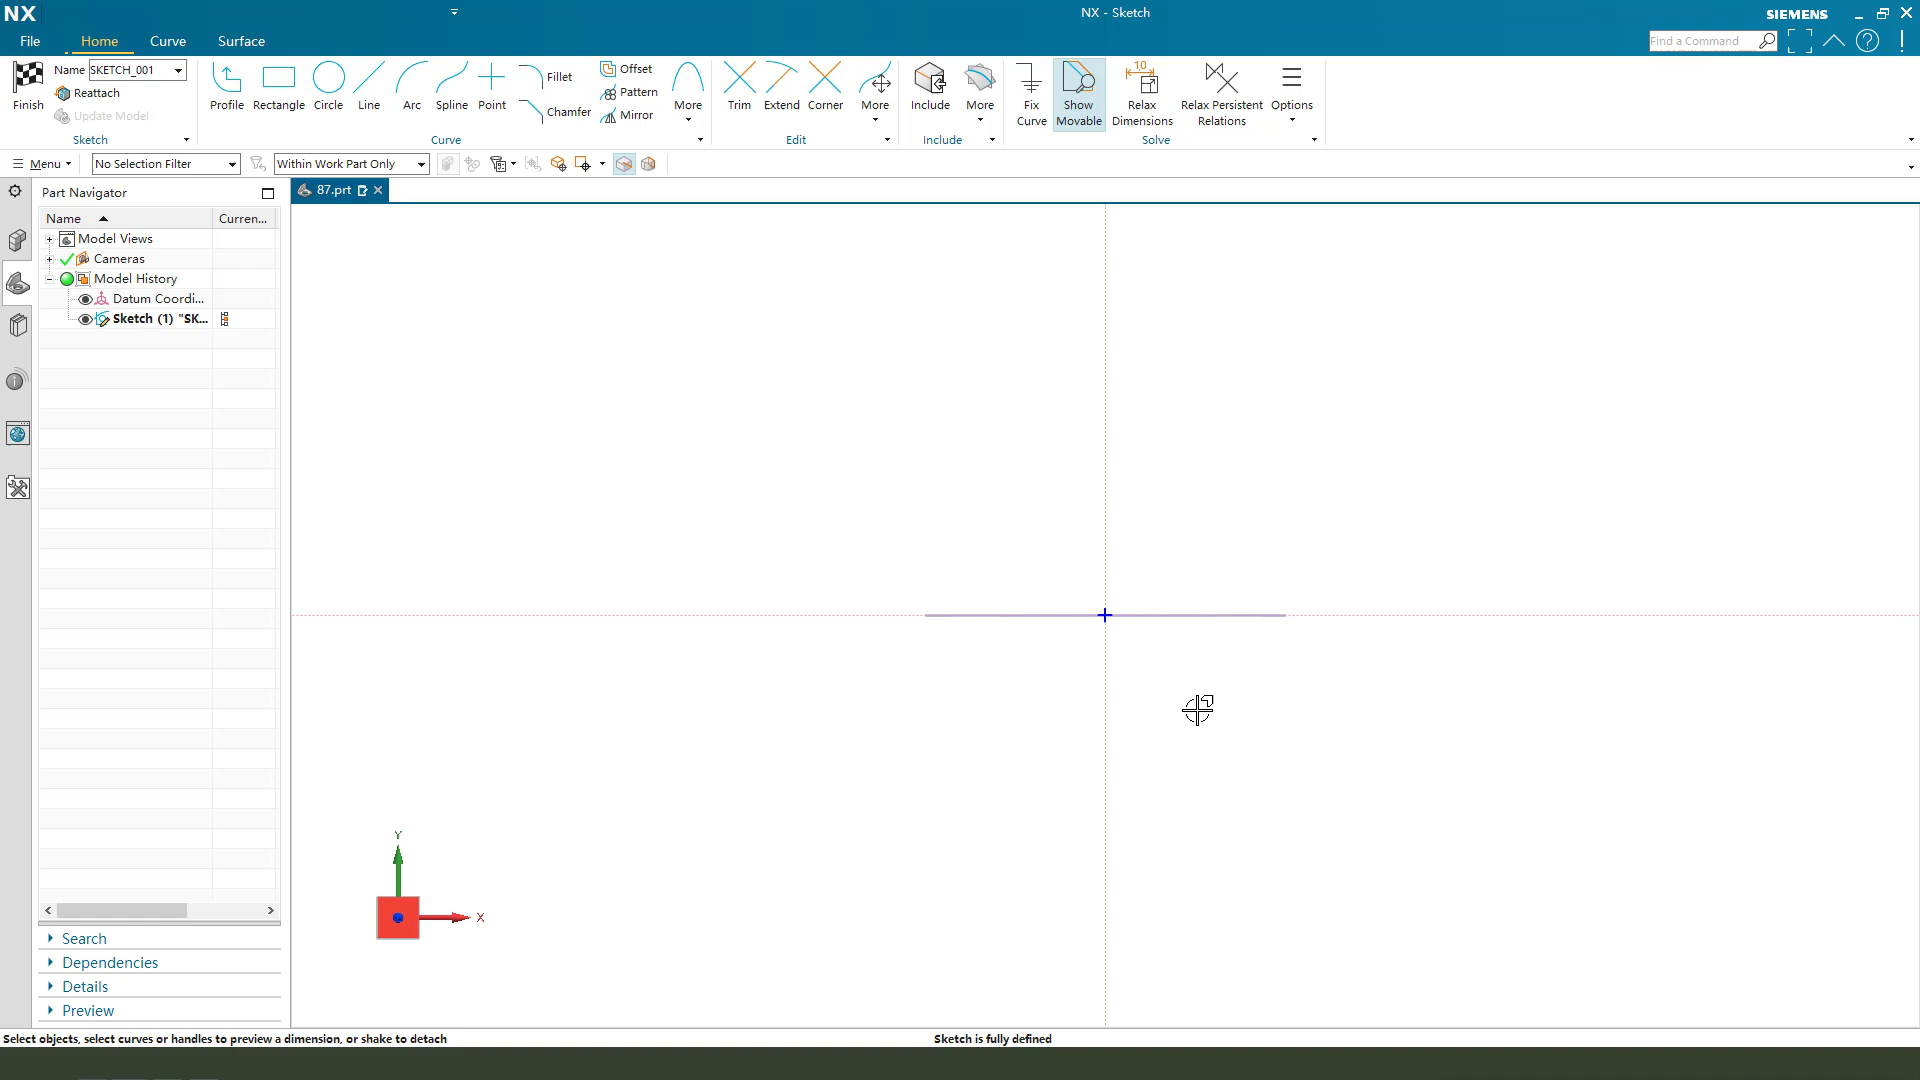 NX
NX - Sketch
SIEMENS
File
Home
Curve
Surface
Find a Command
Finish
Name SKETCH_001
Reattach
Update Model
Sketch
Profile
Rectangle
Circle
Line
Arc
Spline
Point
Fillet
Chamfer
Offset
Pattern
Mirror
More
Curve
Trim
Extend
Corner
More
Edit
Include
More
Include
Fix
Curve
Show
Movable
1,0
Relax
Dimensions
Relax Persistent
Relations
Options
Solve
Menu
No Selection Filter
Within Work Part Only
Part Navigator
87.prt
Name
Curren...
Model Views
Cameras
Model History
Datum Coordi...
Sketch (1) "SK...
Y
X
Search
Dependencies
Details
Preview
Select objects, select curves or handles to preview a dimension, or shake to detach
Sketch is fully defined